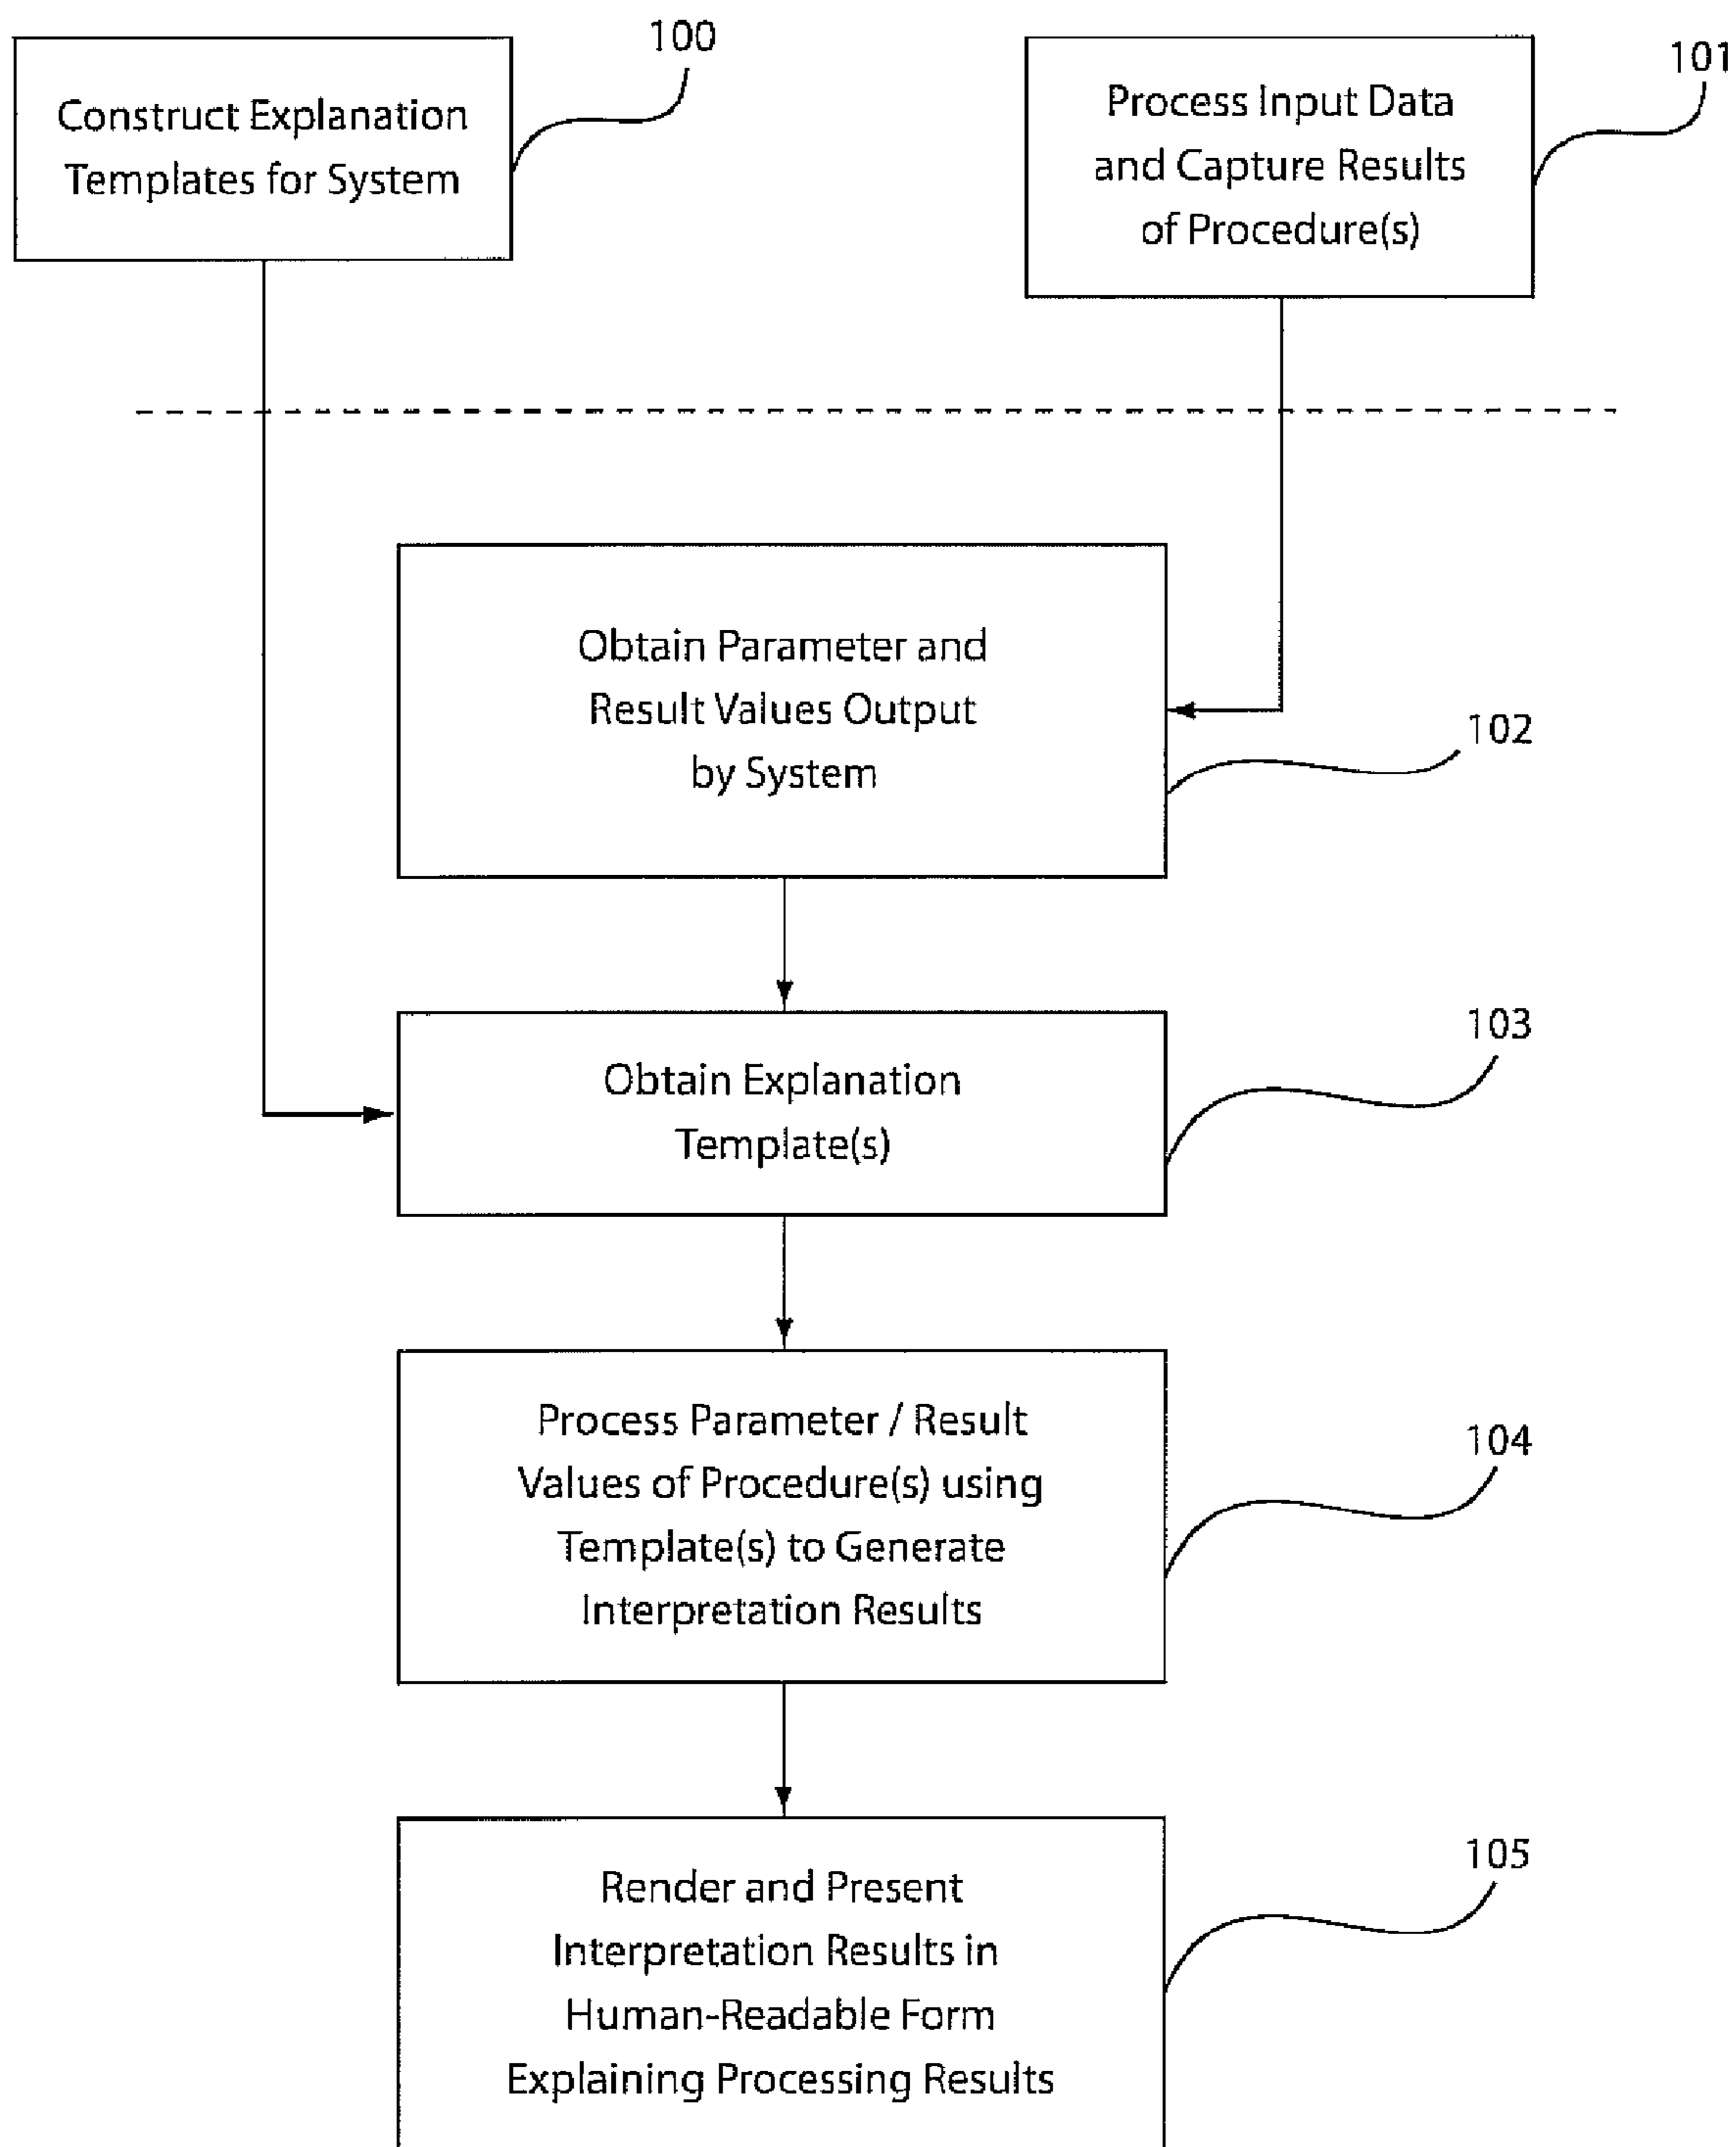 100
Construct Explanation
Templates for System
101
Process Input Data
and Capture Results
of Procedure(s)
Obtain Parameter and
Result Values Output
by System
102
103
Obtain Explanation
Template(s)
104
Process Parameter / Result
Values of Procedure(s) using
Template(s) to Generate
Interpretation Results
105
Render and Present
Interpretation Results in
Human-Readable Form
Explaining Processing Results